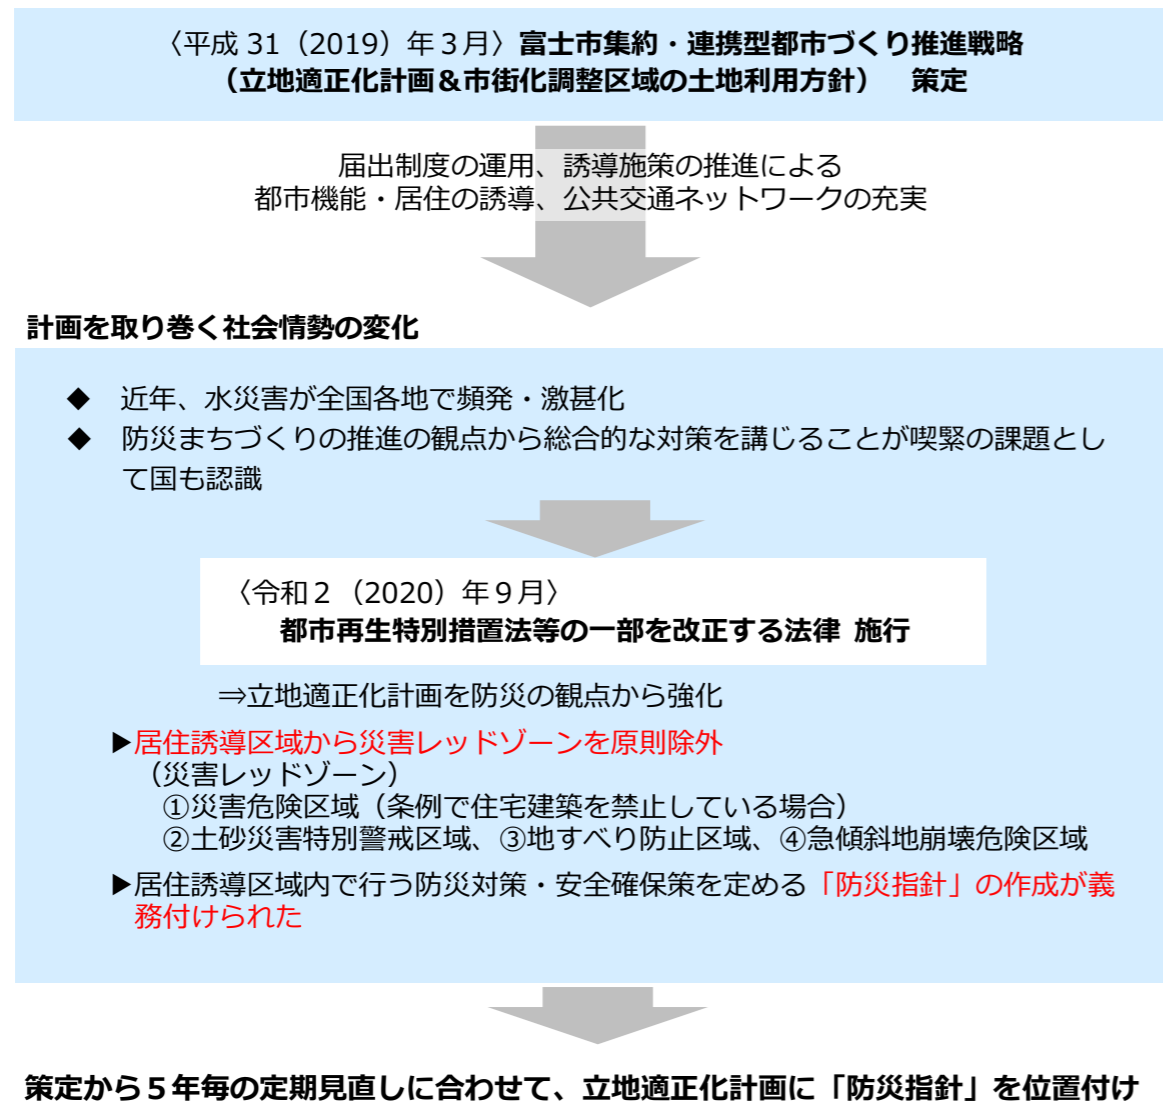 〈平成 31（2019）年３月〉富士市集約・連携型都市づくり推進戦略
（立地適正化計画＆市街化調整区域の土地利用方針）　策定
届出制度の運用、誘導施策の推進による
都市機能・居住の誘導、公共交通ネットワークの充実
計画を取り巻く社会情勢の変化
◆　近年、水災害が全国各地で頻発・激甚化
◆　防災まちづくりの推進の観点から総合的な対策を講じることが喫緊の課題とし
て国も認識
〈令和２（2020）年９月〉
都市再生特別措置法等の一部を改正する法律 施行
⇒立地適正化計画を防災の観点から強化
▶居住誘導区域から災害レッドゾーンを原則除外
（災害レッドゾーン）
①災害危険区域（条例で住宅建築を禁止している場合）
②土砂災害特別警戒区域、③地すべり防止区域、④急傾斜地崩壊危険区域
▶居住誘導区域内で行う防災対策・安全確保策を定める「防災指針」の作成が義
務付けられた
策定から５年毎の定期見直しに合わせて、立地適正化計画に「防災指針」を位置付け